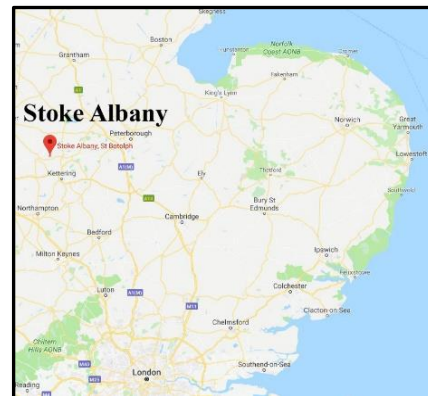 Skegness
Boston
Grantham
Hunstanton
Norfolk
Coast AONB
Cromer
Fakenham
King's Lynn
Stoke Albany
Norwich
Great
Yarmouth
Peterborough
Stoke Albany, St Botolph
Lowestoft
Kettering
Ely
Thetford
Southwold
Northampton
Cambridge
Bury St
Edmunds
Bedford
Milton Keynes
Ipswich
Felixstowe
Luton
Colchester
Clacton-on-Sea
Chelmsford
Chiltern
Hills AONB
London
Southend-on-Sea
Reading